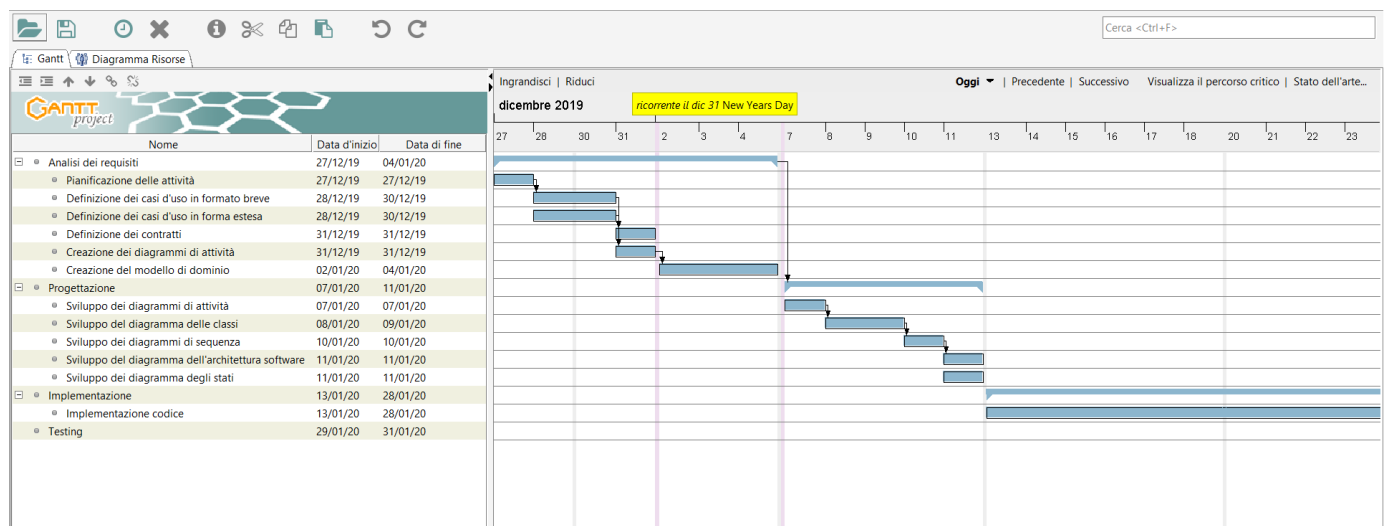 Cerca <Ctrl+F>
Gantt Diagramma Risorse
Ingrandisci | Riduci Oggi | Precedente | Successivo Visualizza il percorso critico | Stato dell'arte...
GANTT project
dicembre 2019 ricorrente il dic 31 New Years Day
27 28 30 31 2 3 4 7 8 9 10 11 13 14 15 16 17 18 20 21 22 23
Nome Data d'inizio Data di fine
Analisi dei requisiti 27/12/19 04/01/20
Pianificazione delle attività 27/12/19 27/12/19
Definizione dei casi d'uso in formato breve 28/12/19 30/12/19
Definizione dei casi d'uso in forma estesa 28/12/19 30/12/19
Definizione dei contratti 31/12/19 31/12/19
Creazione dei diagrammi di attività 31/12/19 31/12/19
Creazione del modello di dominio 02/01/20 04/01/20
Progettazione 07/01/20 11/01/20
Sviluppo dei diagrammi di attività 07/01/20 07/01/20
Sviluppo del diagramma delle classi 08/01/20 09/01/20
Sviluppo dei diagrammi di sequenza 10/01/20 10/01/20
Sviluppo del diagramma dell'architettura software 11/01/20 11/01/20
Sviluppo dei diagramma degli stati 11/01/20 11/01/20
Implementazione 13/01/20 28/01/20
Implementazione codice 13/01/20 28/01/20
Testing 29/01/20 31/01/20